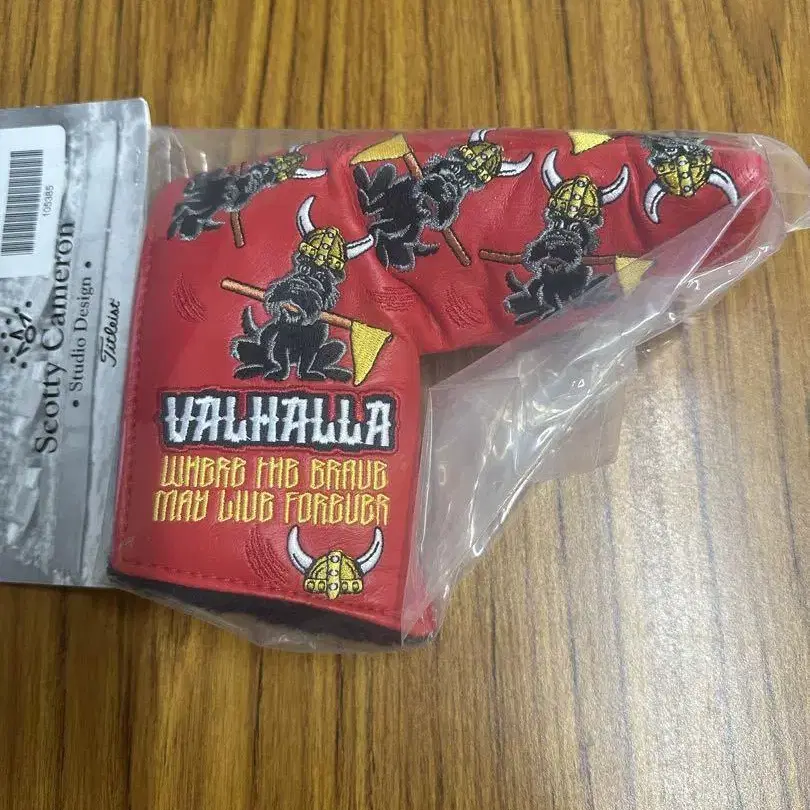 VALHALLA
WHERE THE BRAVE
MAY LIVE FOREVER
Scotty Cameron
• Studio Design •
Titleist
105385